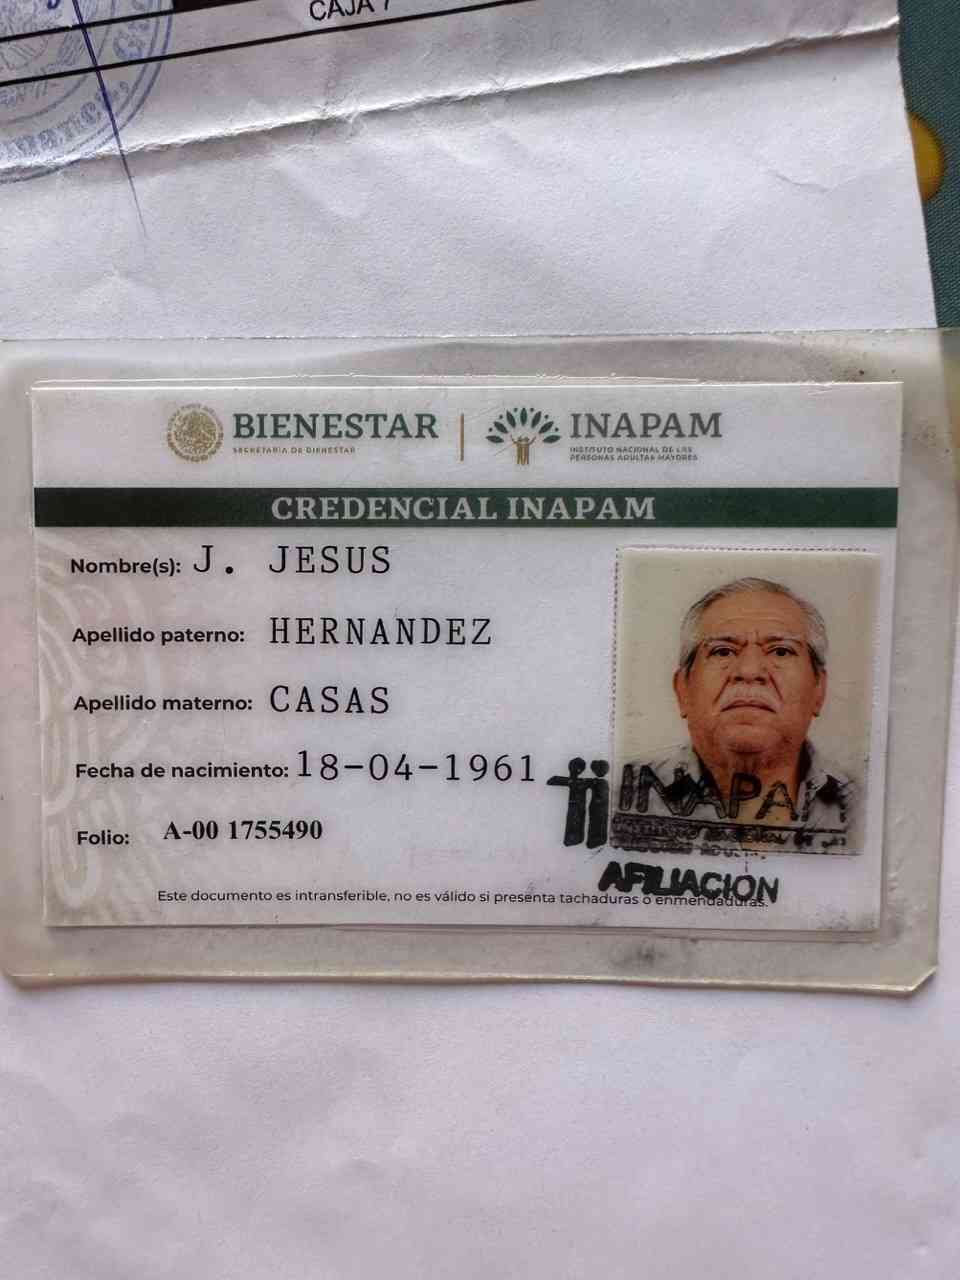 CAJA
BIENESTAR
SECRETARÍA DE BIENESTAR
INAPAM
INSTITUTO NACIONAL DE LAS
PERSONAS ADULTAS MAYORES
CREDENCIAL INAPAM
Nombre(s): J. JESUS
Apellido paterno: HERNANDEZ
Apellido materno: CASAS
Fecha de nacimiento: 18-04-1961
Folio: A-00 1755490
INAPAM
AFILIACION
Este documento es intransferible, no es válido si presenta tachaduras o enmendaduras.